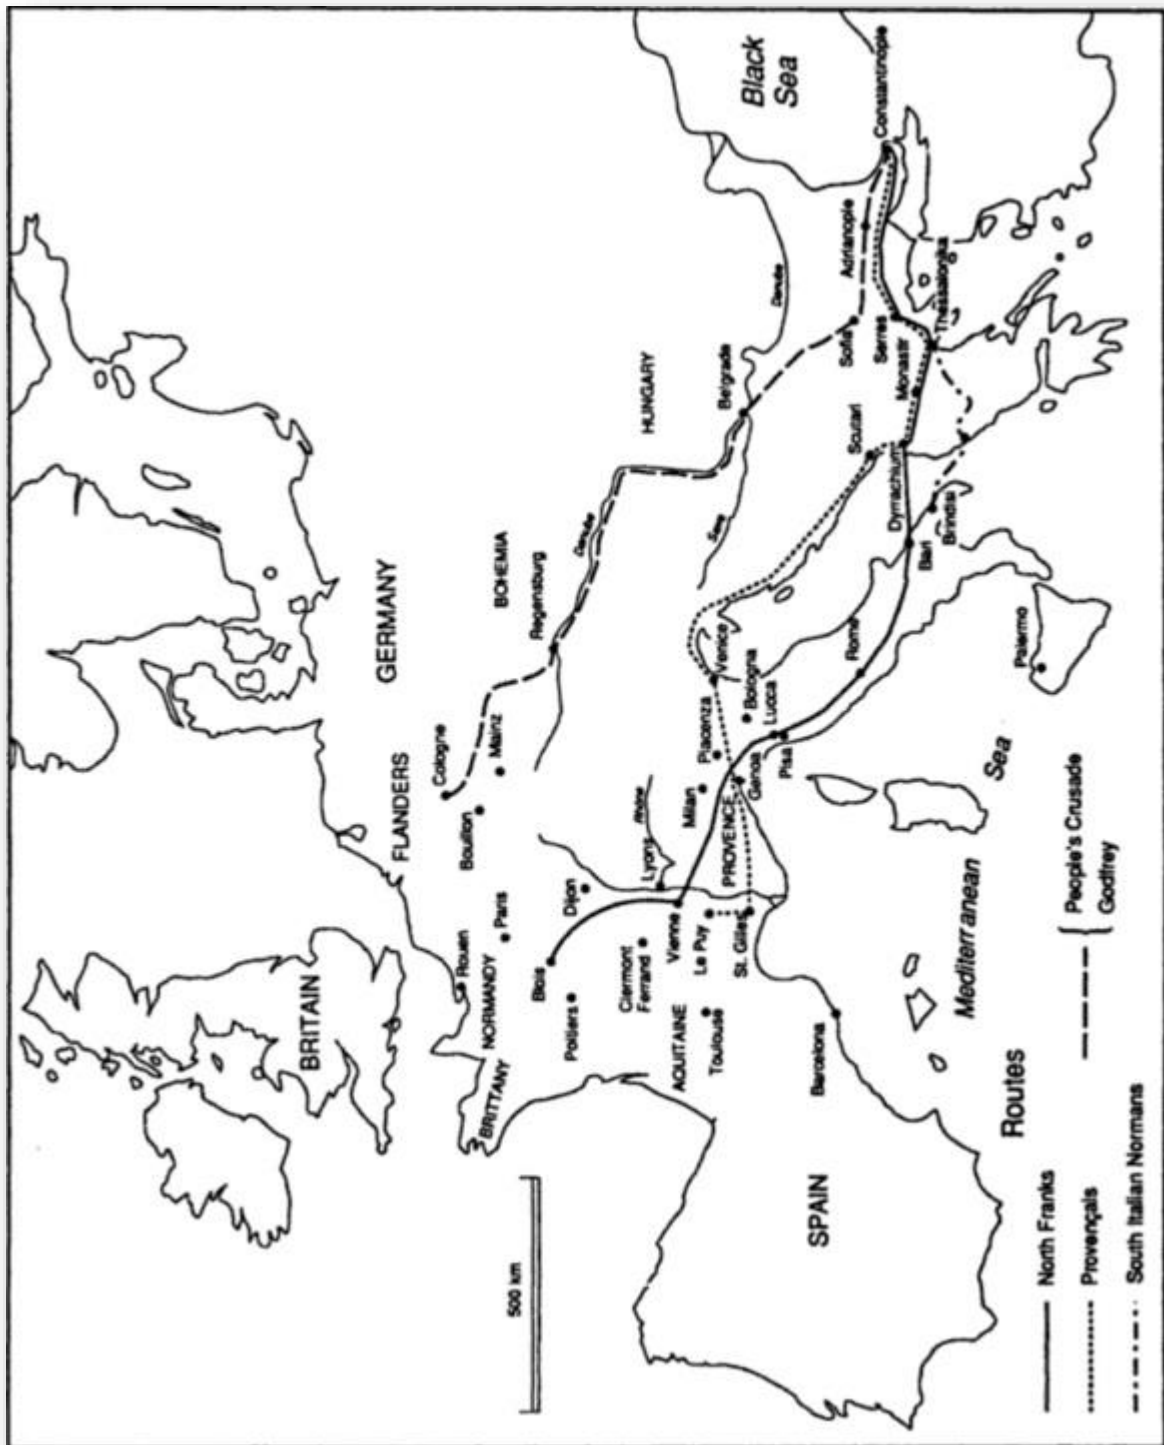 BRITAIN
FLANDERS
GERMANY
Rouen
NORMANDY
BRITTANY
Paris
Bouillon
Cologne
Mainz
BOHEMIA
Regensburg
Danube
HUNGARY
Blois
Poitiers
Dijon
Clermont
Ferrand
Lyons
Rhône
Vienne
Le Puy
St. Gilles
AQUITAINE
Toulouse
PROVENCE
Milan
Piacenza
Genoa
Venice
Bologna
Lucca
Pisa
Rome
Sava
Belgrade
Danube
Black
Sea
Sofia
Adrianople
Constantinople
Scutari
Dyrrachium
Monastir
Serres
Thessalonika
Bari
Brindisi
Palermo
Barcelona
SPAIN
Mediterranean
Sea
500 km
Routes
North Franks
Provençals
South Italian Normans
People's Crusade
Godfrey